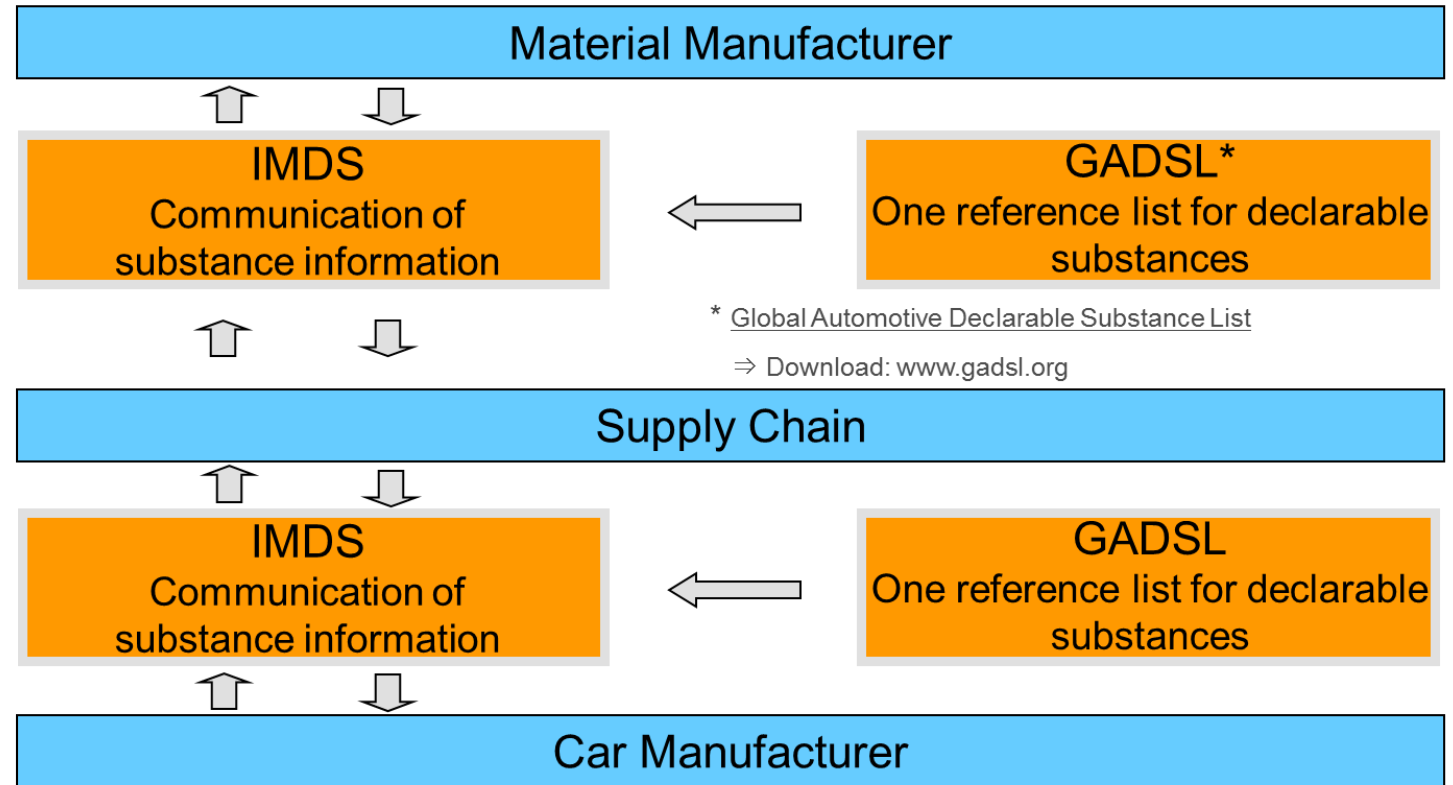 Material Manufacturer
IMDS
Communication of
substance information
GADSL*
One reference list for declarable
substances
* Global Automotive Declarable Substance List
⇒ Download: www.gadsl.org
Supply Chain
IMDS
Communication of
substance information
GADSL
One reference list for declarable
substances
Car Manufacturer